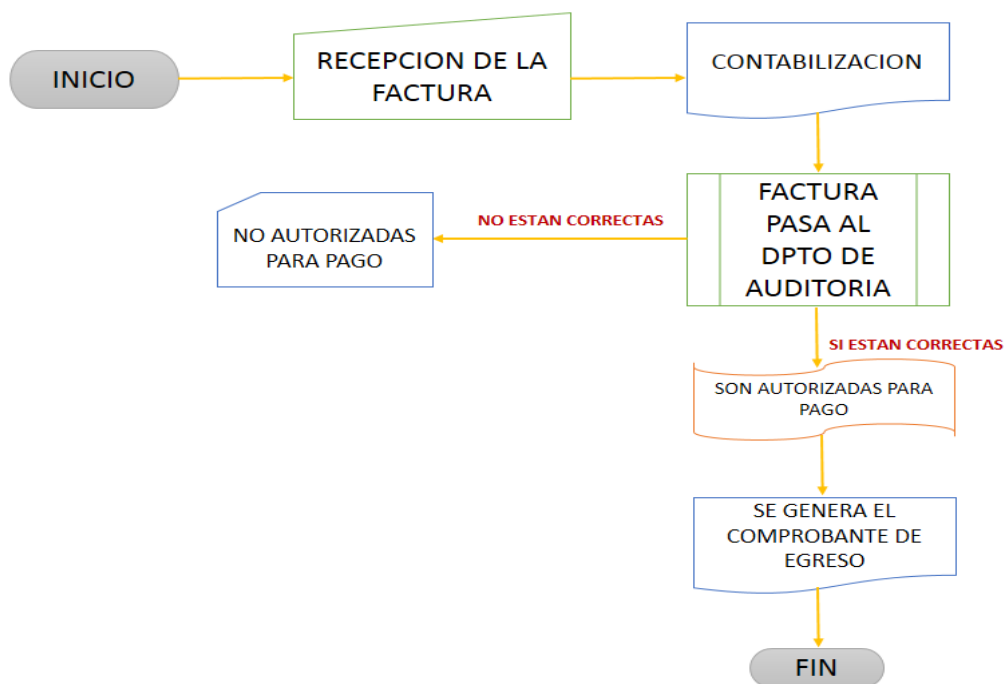 INICIO
RECEPCION DE LA
FACTURA
CONTABILIZACION
FACTURA
PASA AL
DPTO DE
AUDITORIA
NO ESTAN CORRECTAS
NO AUTORIZADAS
PARA PAGO
SI ESTAN CORRECTAS
SON AUTORIZADAS PARA
PAGO
SE GENERA EL
COMPROBANTE DE
EGRESO
FIN